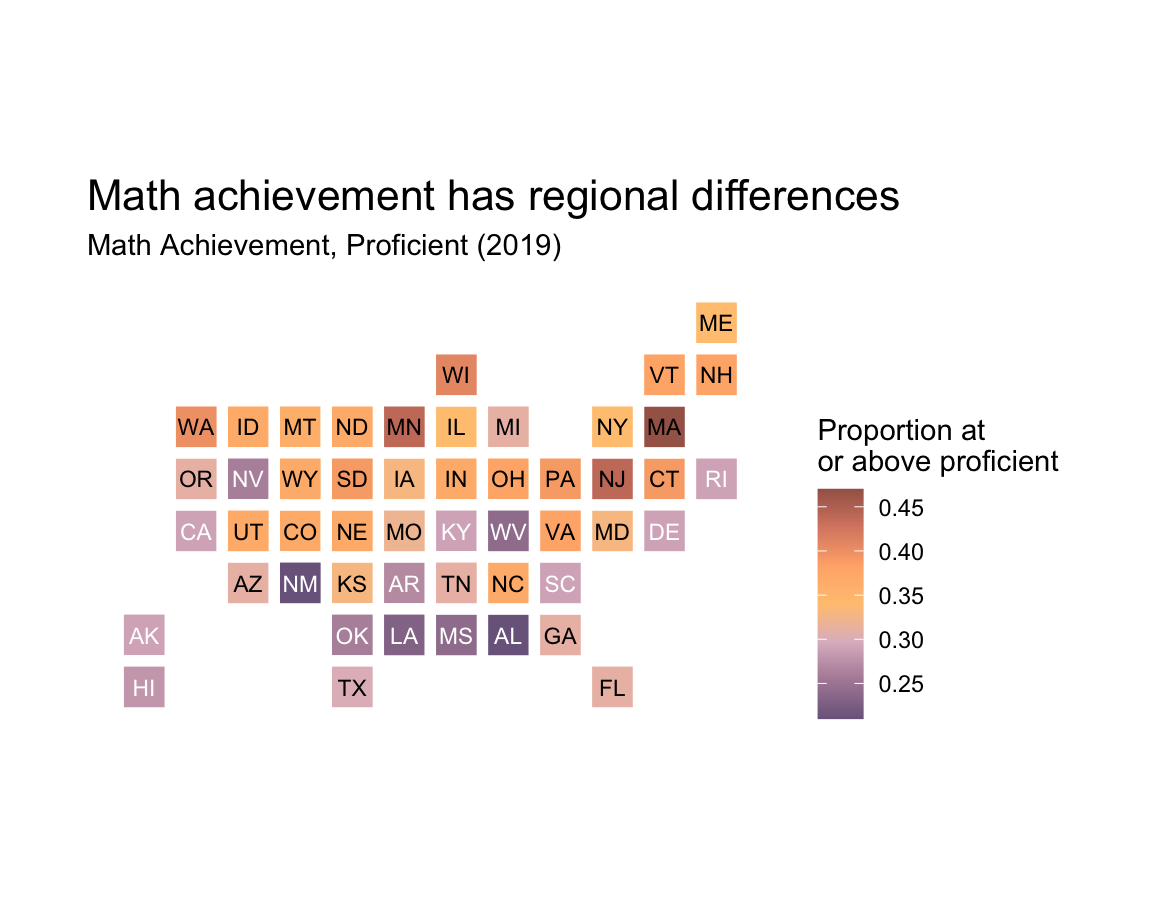 Math achievement has regional differences
Math Achievement, Proficient (2019)
ME
WI VT NH
WA ID MT ND MN IL MI NY MA
OR NV WY SD IA IN OH PA NJ CT RI
CA UT CO NE MO KY WV VA MD DE
AZ NM KS AR TN NC SC
AK OK LA MS AL GA
HI TX FL
Proportion at
or above proficient
0.45
0.40
0.35
0.30
0.25